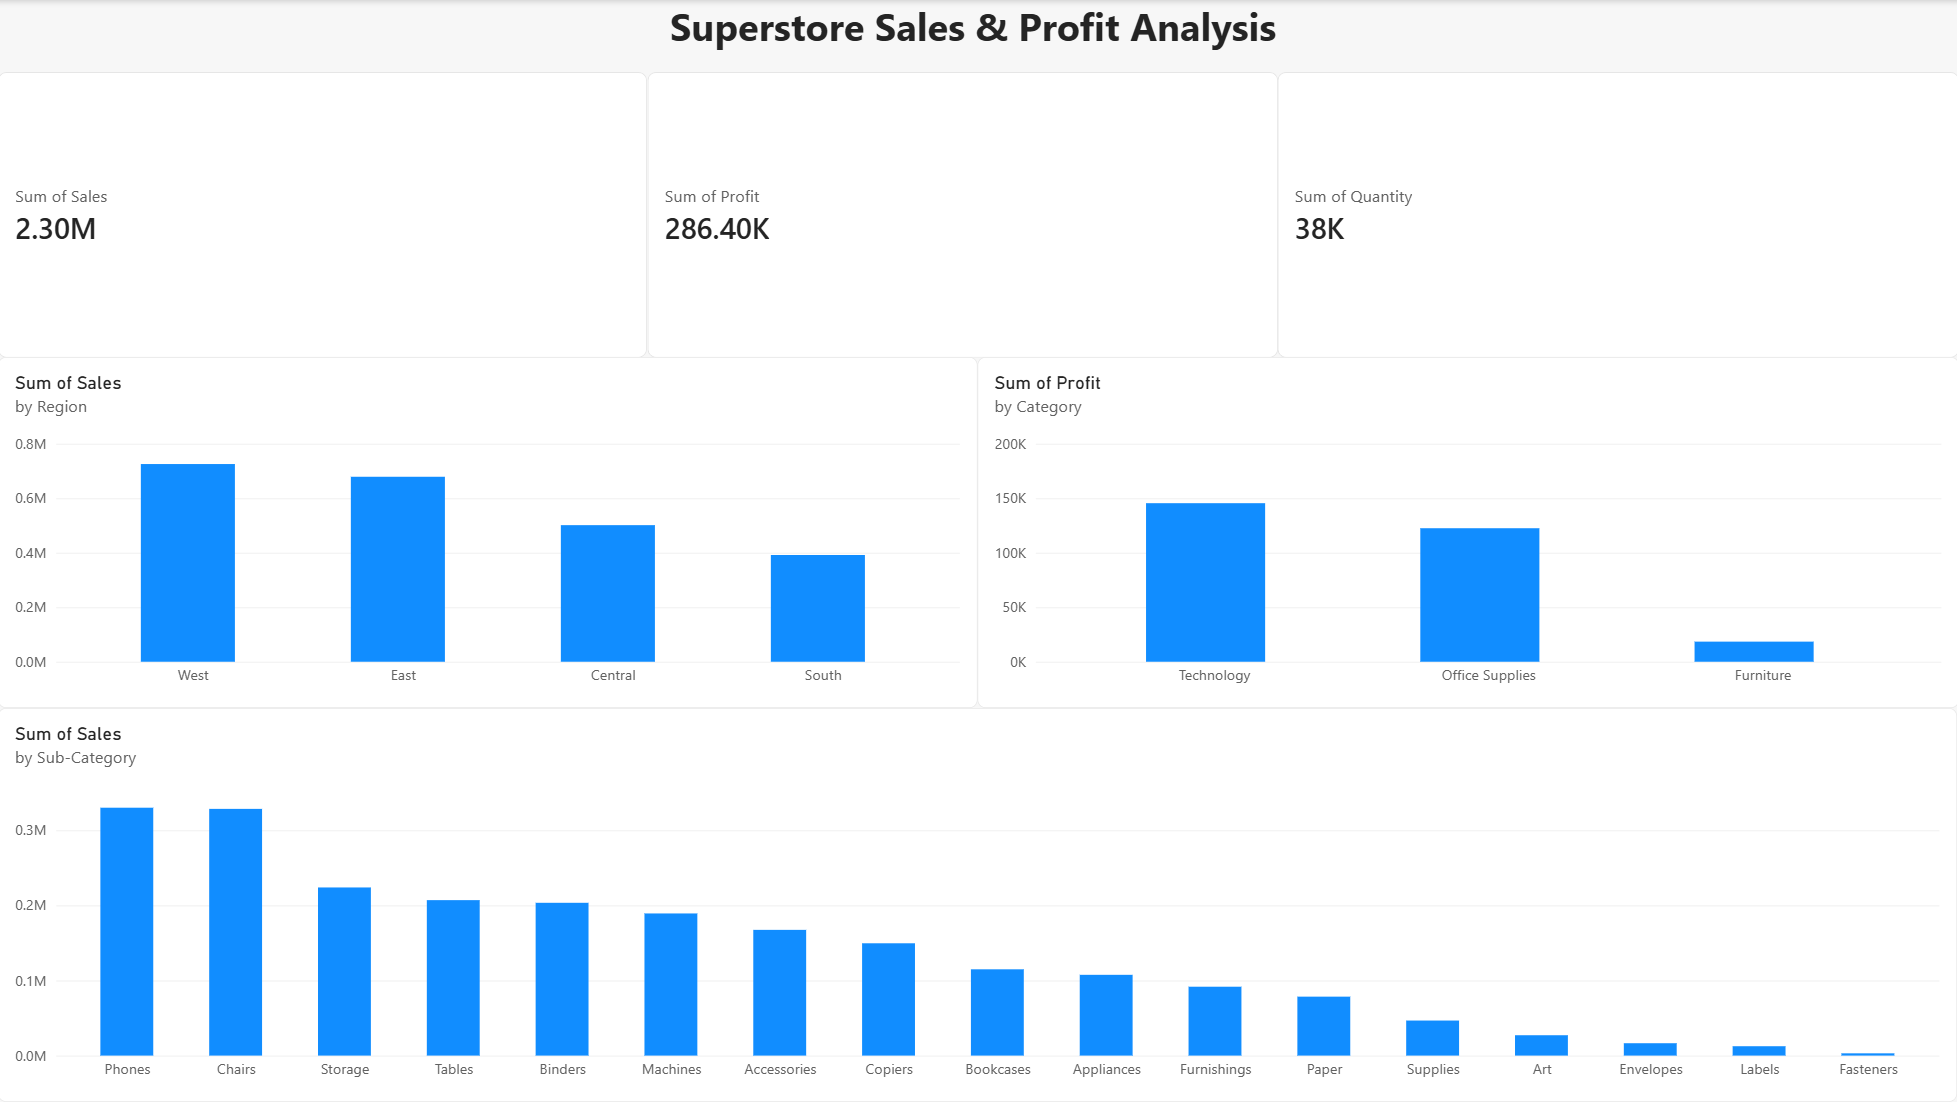 Superstore Sales & Profit Analysis
Sum of Sales
2.30M
Sum of Profit
286.40K
Sum of Quantity
38K
Sum of Sales
by Region
0.8M
0.6M
0.4M
0.2M
0.0M
West East Central South
Sum of Profit
by Category
200K
150K
100K
50K
0K
Technology Office Supplies Furniture
Sum of Sales
by Sub-Category
0.3M
0.2M
0.1M
0.0M
Phones Chairs Storage Tables Binders Machines Accessories Copiers Bookcases Appliances Furnishings Paper Supplies Art Envelopes Labels Fasteners